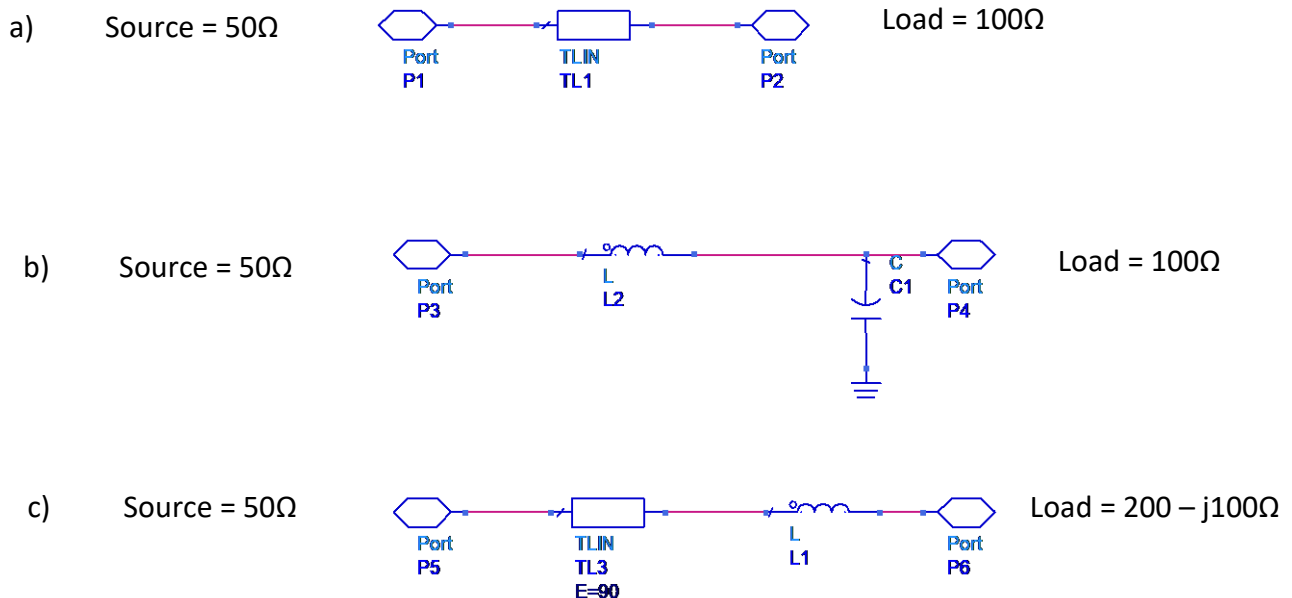 a) Source = 50Ω Load = 100Ω
Port TLIN Port
P1 TL1 P2
b) Source = 50Ω Load = 100Ω
L C
Port L2 C1 Port
P3 P4
c) Source = 50Ω Load = 200 – j100Ω
L
Port TLIN L1 Port
P5 TL3 P6
E=90